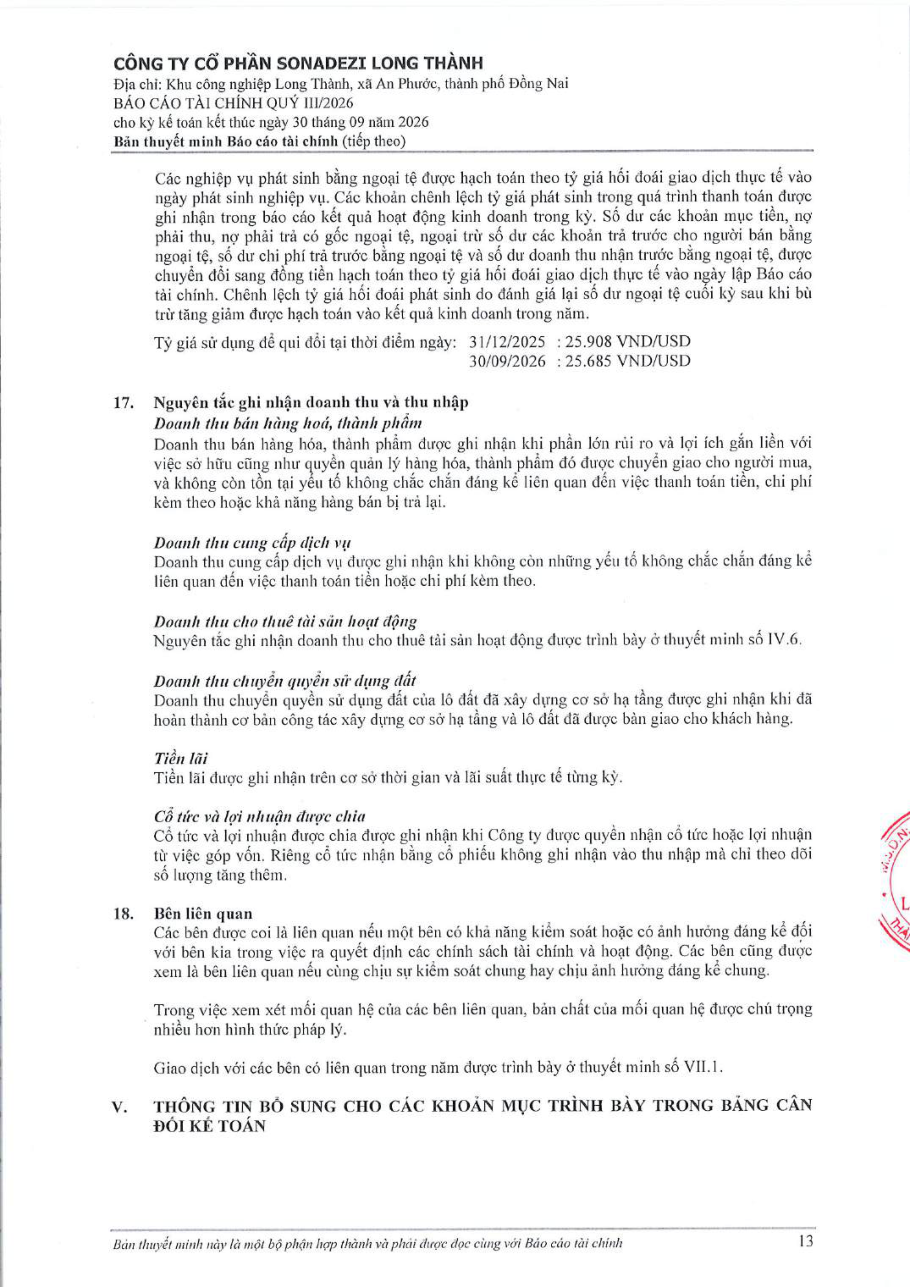 CÔNG TY CỔ PHẦN SONADEZI LONG THÀNH
Địa chỉ: Khu công nghiệp Long Thành, xã An Phước, thành phố Đồng Nai
BÁO CÁO TÀI CHÍNH QUÝ III/2026
cho kỳ kế toán kết thúc ngày 30 tháng 09 năm 2026
Bản thuyết minh Báo cáo tài chính (tiếp theo)
Các nghiệp vụ phát sinh bằng ngoại tệ được hạch toán theo tỷ giá hối đoái giao dịch thực tế vào
ngày phát sinh nghiệp vụ. Các khoản chênh lệch tỷ giá phát sinh trong quá trình thanh toán được
ghi nhận trong báo cáo kết quả hoạt động kinh doanh trong kỳ. Số dư các khoản mục tiền, nợ
phải thu, nợ phải trả có gốc ngoại tệ, ngoại trừ số dư các khoản trả trước cho người bán bằng
ngoại tệ, số dư chi phí trả trước bằng ngoại tệ và số dư doanh thu nhận trước bằng ngoại tệ, được
chuyển đổi sang đồng tiền hạch toán theo tỷ giá hối đoái giao dịch thực tế vào ngày lập Báo cáo
tài chính. Chênh lệch tỷ giá hối đoái phát sinh do đánh giá lại số dư ngoại tệ cuối kỳ sau khi bù
trừ tăng giảm được hạch toán vào kết quả kinh doanh trong năm.
Tỷ giá sử dụng để qui đổi tại thời điểm ngày: 31/12/2025 : 25.908 VND/USD
30/09/2026 : 25.685 VND/USD
17. Nguyên tắc ghi nhận doanh thu và thu nhập
Doanh thu bán hàng hoá, thành phẩm
Doanh thu bán hàng hóa, thành phẩm được ghi nhận khi phần lớn rủi ro và lợi ích gắn liền với
việc sở hữu cũng như quyền quản lý hàng hóa, thành phẩm đó được chuyển giao cho người mua,
và không còn tồn tại yếu tố không chắc chắn đáng kể liên quan đến việc thanh toán tiền, chi phí
kèm theo hoặc khả năng hàng bán bị trả lại.
Doanh thu cung cấp dịch vụ
Doanh thu cung cấp dịch vụ được ghi nhận khi không còn những yếu tố không chắc chắn đáng kể
liên quan đến việc thanh toán tiền hoặc chi phí kèm theo.
Doanh thu cho thuê tài sản hoạt động
Nguyên tắc ghi nhận doanh thu cho thuê tài sản hoạt động được trình bày ở thuyết minh số IV.6.
Doanh thu chuyển quyền sử dụng đất
Doanh thu chuyển quyền sử dụng đất của lô đất đã xây dựng cơ sở hạ tầng được ghi nhận khi đã
hoàn thành cơ bản công tác xây dựng cơ sở hạ tầng và lô đất đã được bàn giao cho khách hàng.
Tiền lãi
Tiền lãi được ghi nhận trên cơ sở thời gian và lãi suất thực tế từng kỳ.
Cổ tức và lợi nhuận được chia
Cổ tức và lợi nhuận được chia được ghi nhận khi Công ty được quyền nhận cổ tức hoặc lợi nhuận
từ việc góp vốn. Riêng cổ tức nhận bằng cổ phiếu không ghi nhận vào thu nhập mà chỉ theo dõi
số lượng tăng thêm.
18. Bên liên quan
Các bên được coi là liên quan nếu một bên có khả năng kiểm soát hoặc có ảnh hưởng đáng kể đối
với bên kia trong việc ra quyết định các chính sách tài chính và hoạt động. Các bên cũng được
xem là bên liên quan nếu cùng chịu sự kiểm soát chung hay chịu ảnh hưởng đáng kể chung.
Trong việc xem xét mối quan hệ của các bên liên quan, bản chất của mối quan hệ được chú trọng
nhiều hơn hình thức pháp lý.
Giao dịch với các bên có liên quan trong năm được trình bày ở thuyết minh số VII.1.
V. THÔNG TIN BỔ SUNG CHO CÁC KHOẢN MỤC TRÌNH BÀY TRONG BẢNG CÂN
ĐỐI KẾ TOÁN
Bản thuyết minh này là một bộ phận hợp thành và phải được đọc cùng với Báo cáo tài chính 13